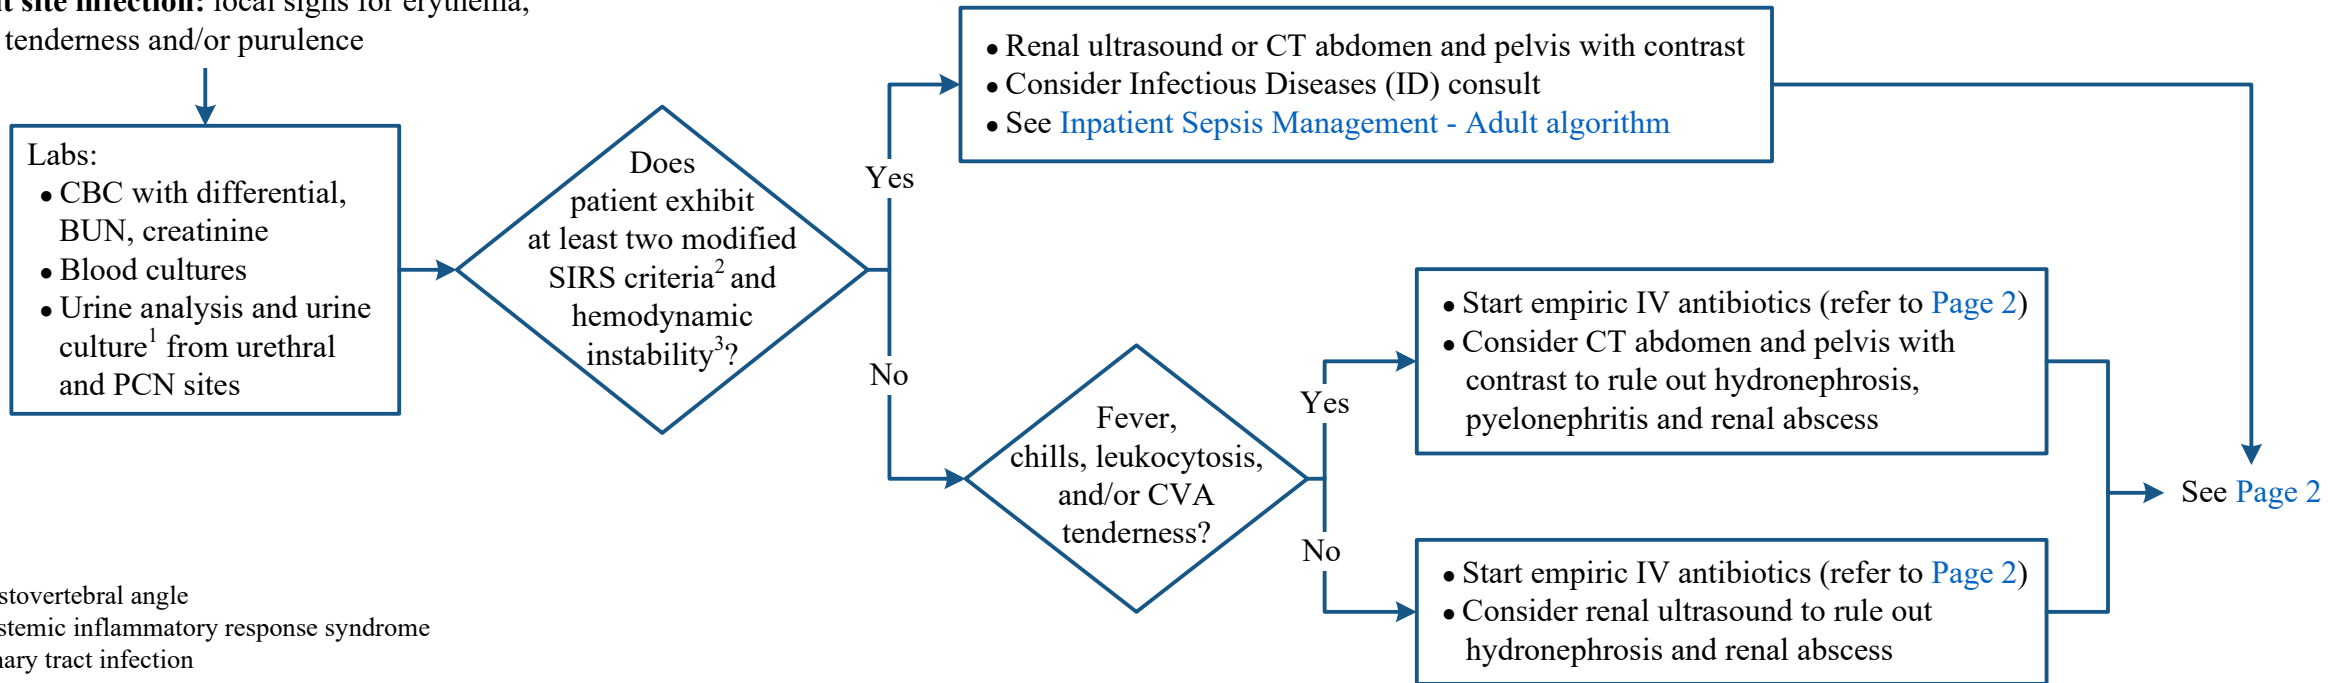 site infection: local signs for erythema,
tenderness and/or purulence
Labs:
• CBC with differential,
BUN, creatinine
• Blood cultures
• Urine analysis and urine
culture1 from urethral
and PCN sites
Does
patient exhibit
at least two modified
SIRS criteria2 and
hemodynamic
instability3?
Yes
No
• Renal ultrasound or CT abdomen and pelvis with contrast
• Consider Infectious Diseases (ID) consult
• See Inpatient Sepsis Management - Adult algorithm
Fever,
chills, leukocytosis,
and/or CVA
tenderness?
Yes
No
• Start empiric IV antibiotics (refer to Page 2)
• Consider CT abdomen and pelvis with
contrast to rule out hydronephrosis,
pyelonephritis and renal abscess
• Start empiric IV antibiotics (refer to Page 2)
• Consider renal ultrasound to rule out
hydronephrosis and renal abscess
See Page 2
stovertebral angle
stemic inflammatory response syndrome
nary tract infection